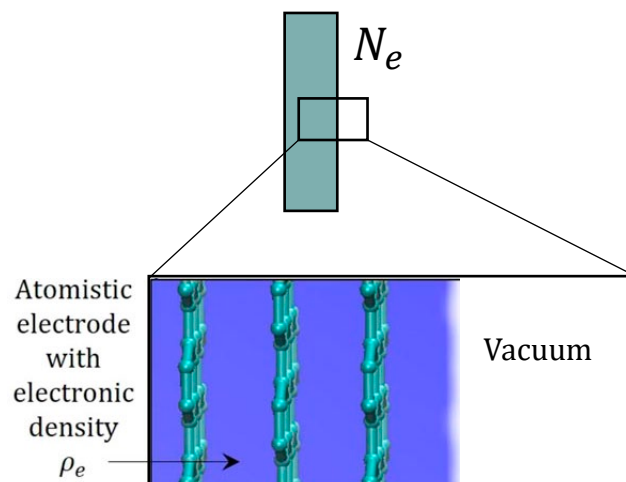 N_e
Atomistic
electrode
with
electronic
density
ρ_e
Vacuum